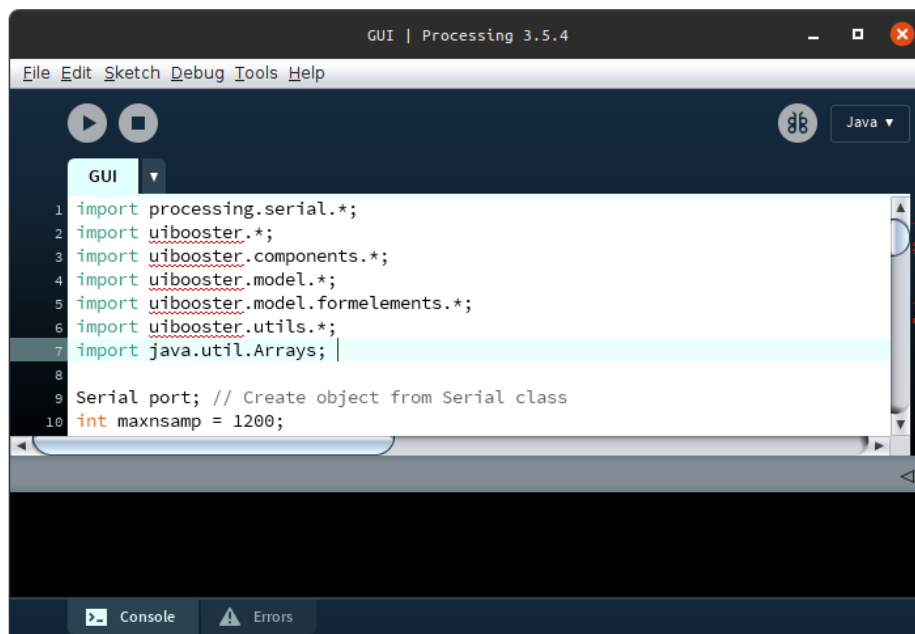 GUI | Processing 3.5.4
File Edit Sketch Debug Tools Help
Java ▼
GUI ▼
1 import processing.serial.*;
2 import uibooster.*;
3 import uibooster.components.*;
4 import uibooster.model.*;
5 import uibooster.model.formelements.*;
6 import uibooster.utils.*;
7 import java.util.Arrays;
8
9 Serial port; // Create object from Serial class
10 int maxnsamp = 1200;
Console Errors